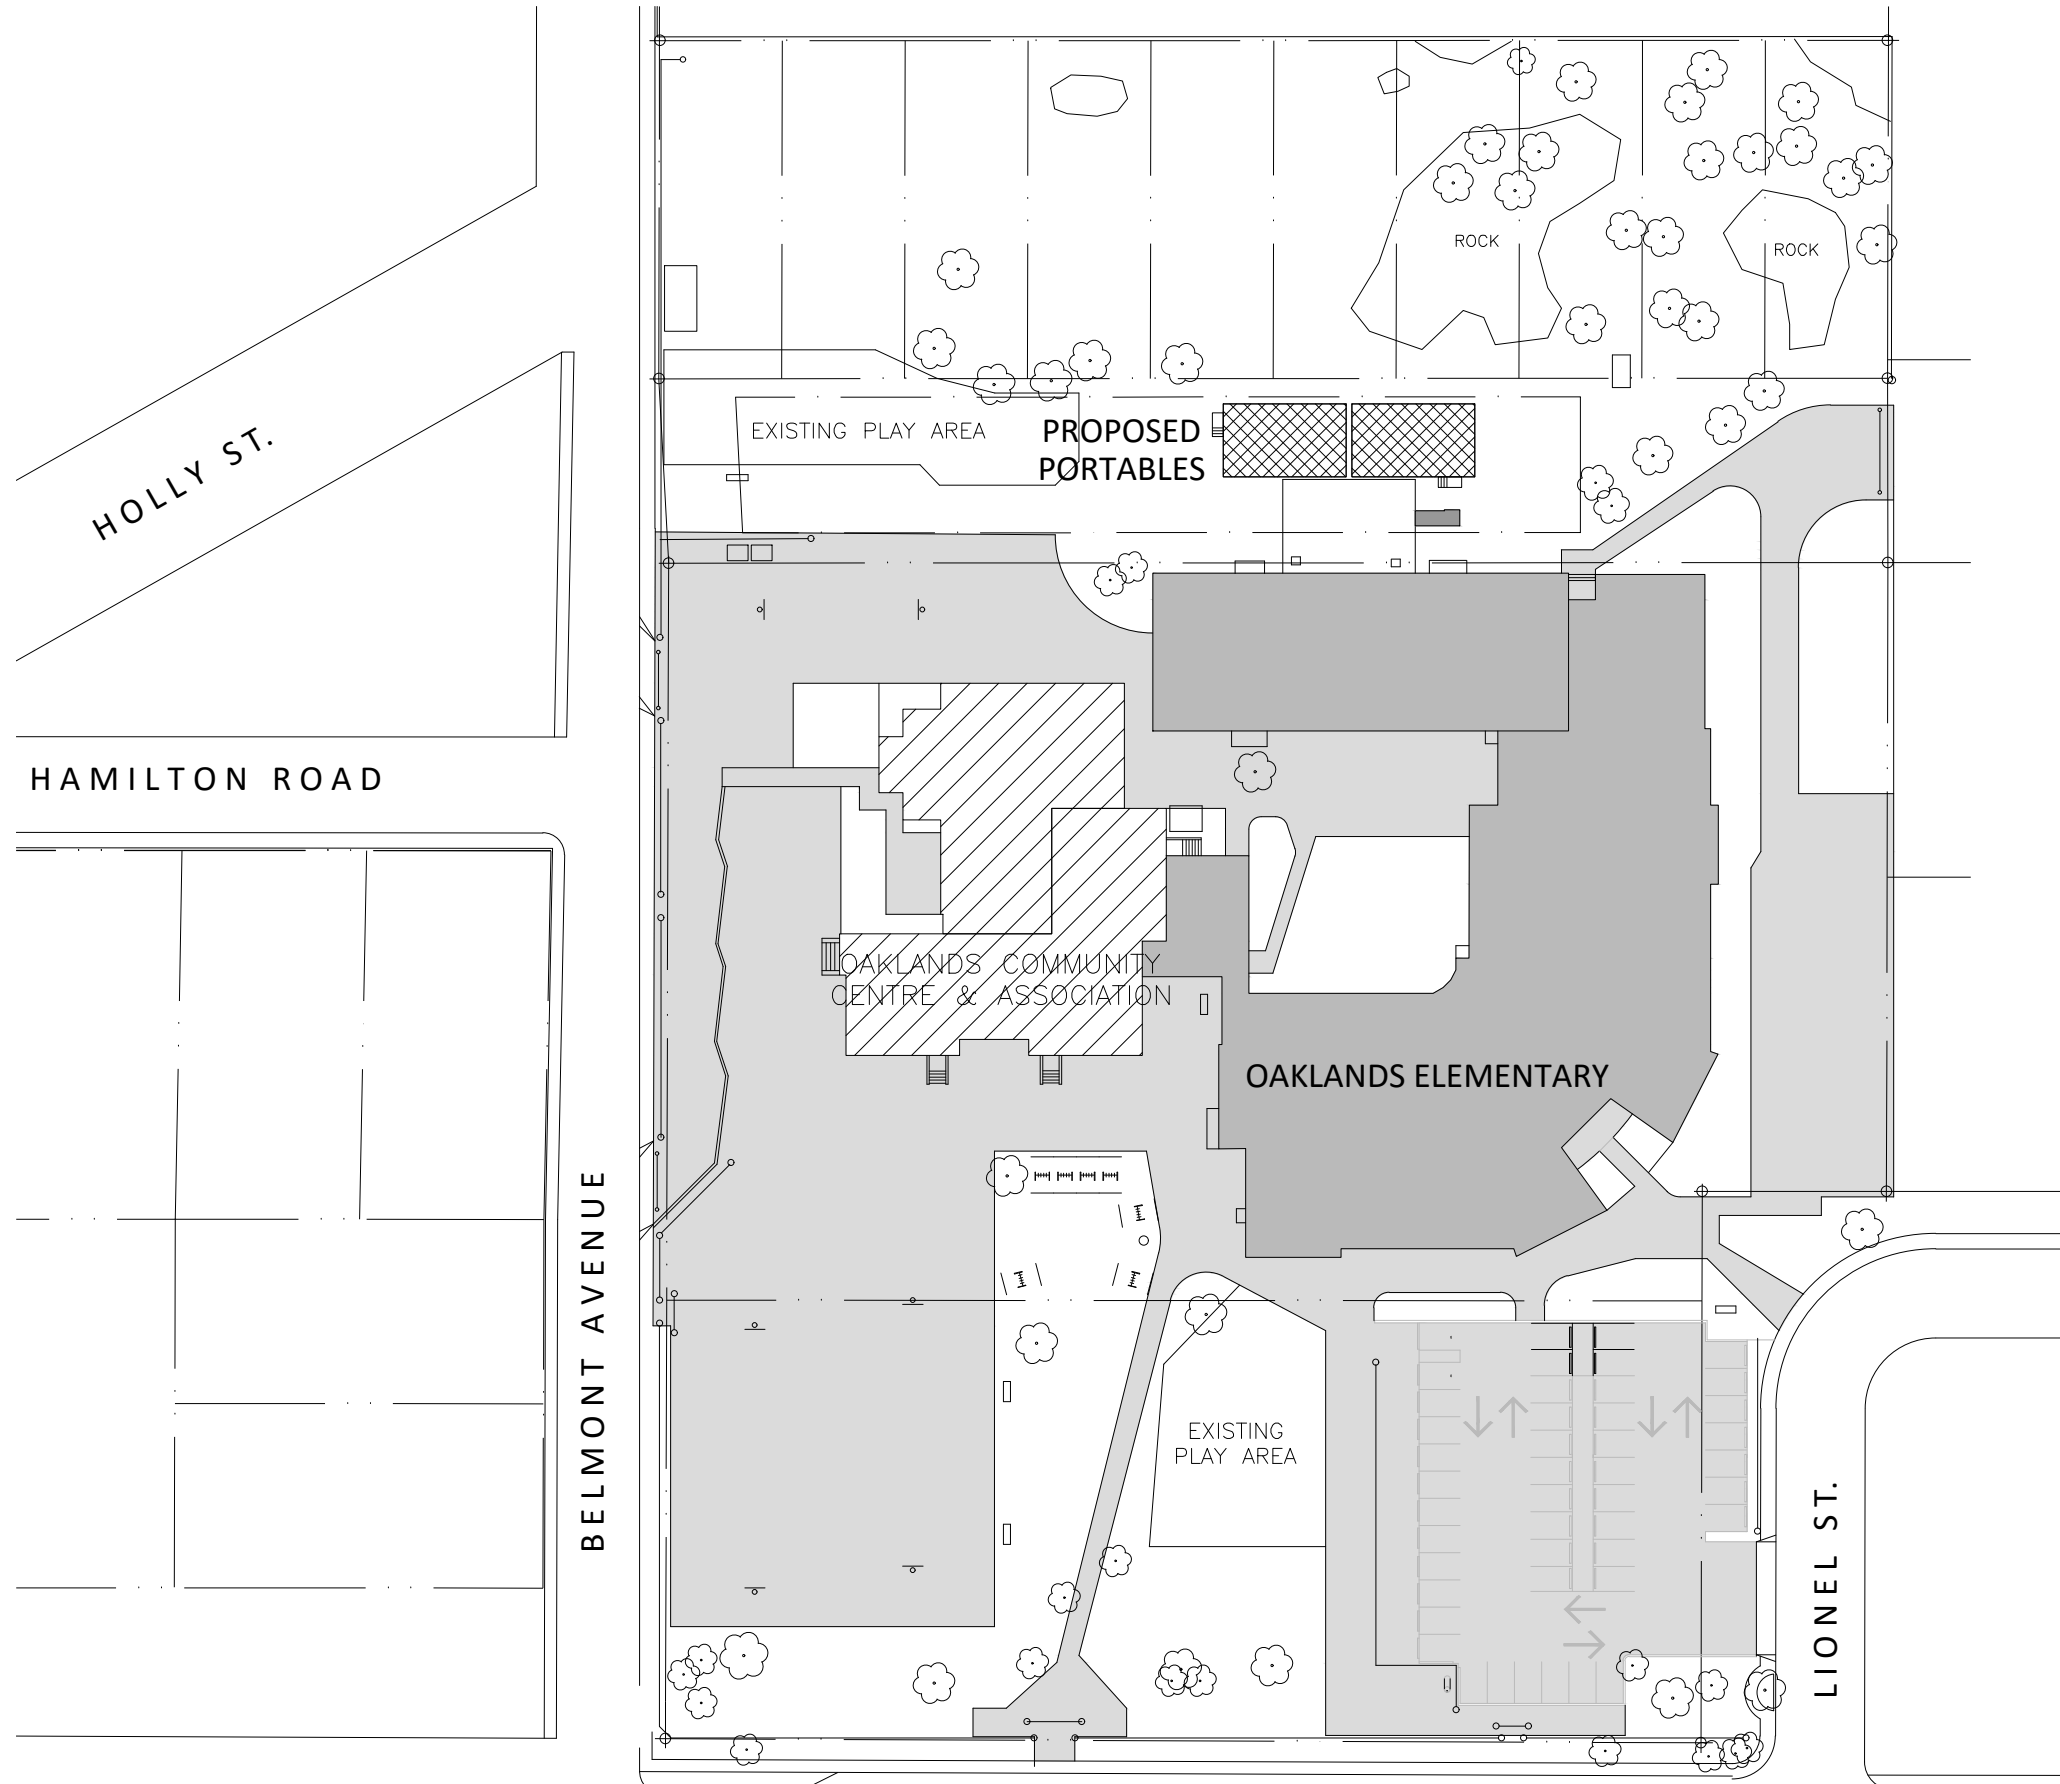 ROCK
ROCK
EXISTING PLAY AREA
PROPOSED
PORTABLES
HOLLY ST.
HAMILTON ROAD
OAKLANDS COMMUNITY
CENTRE & ASSOCIATION
OAKLANDS ELEMENTARY
BELMONT AVENUE
EXISTING
PLAY AREA
LIONEL ST.